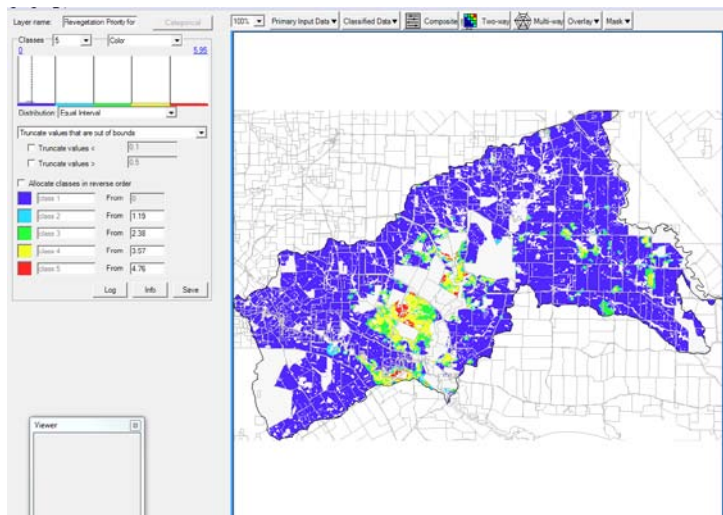 Layer name: Revegetation Priority for Categorical
100% Primary Input Data Classified Data Composite Two-way Multi-way Overlay Mask
Classes 5 Color
0 5.95
Distribution: Equal Interval
Truncate values that are out of bounds
Truncate values < 0.1
Truncate values > 0.5
Allocate classes in reverse order
class 1 From 0
class 2 From 1.19
class 3 From 2.38
class 4 From 3.57
class 5 From 4.76
Log Info Save
Viewer